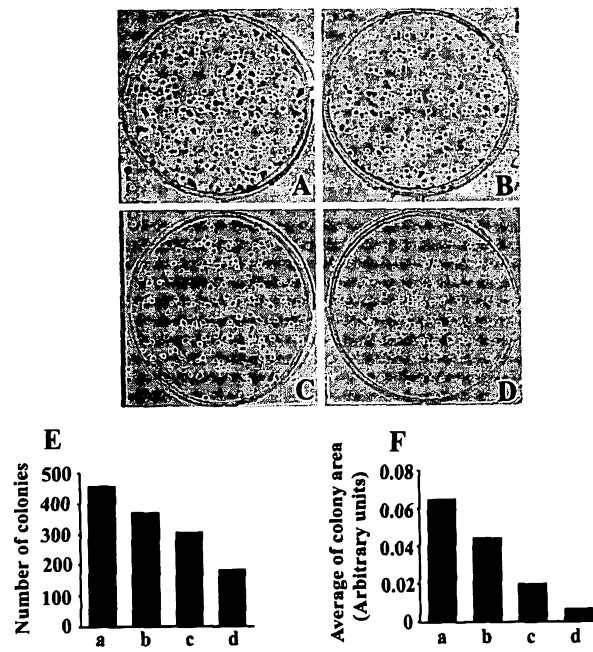 A
B
C
D
E
Number of colonies
500
400
300
200
100
0
a b c d
F
Average of colony area
(Arbitrary units)
0.08
0.06
0.04
0.02
0
a b c d